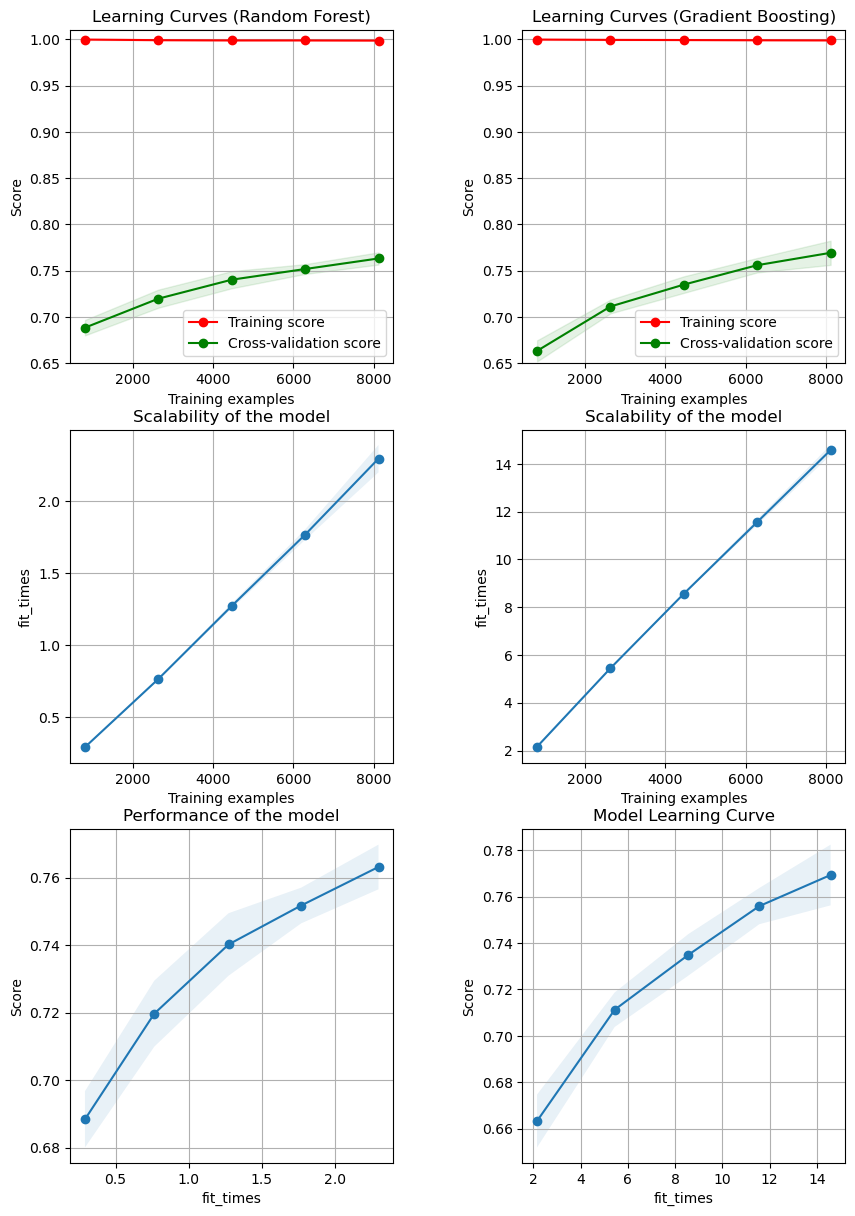 Learning Curves (Random Forest)
1.00
0.95
0.90
0.85
0.80
0.75
0.70
0.65
Score
Training score
Cross-validation score
2000 4000 6000 8000
Training examples
Learning Curves (Gradient Boosting)
1.00
0.95
0.90
0.85
0.80
0.75
0.70
0.65
Score
Training score
Cross-validation score
2000 4000 6000 8000
Training examples
Scalability of the model
2.0
1.5
1.0
0.5
fit_times
2000 4000 6000 8000
Training examples
Scalability of the model
14
12
10
8
6
4
2
fit_times
2000 4000 6000 8000
Training examples
Performance of the model
0.76
0.74
0.72
0.70
0.68
Score
0.5 1.0 1.5 2.0
fit_times
Model Learning Curve
0.78
0.76
0.74
0.72
0.70
0.68
0.66
Score
2 4 6 8 10 12 14
fit_times